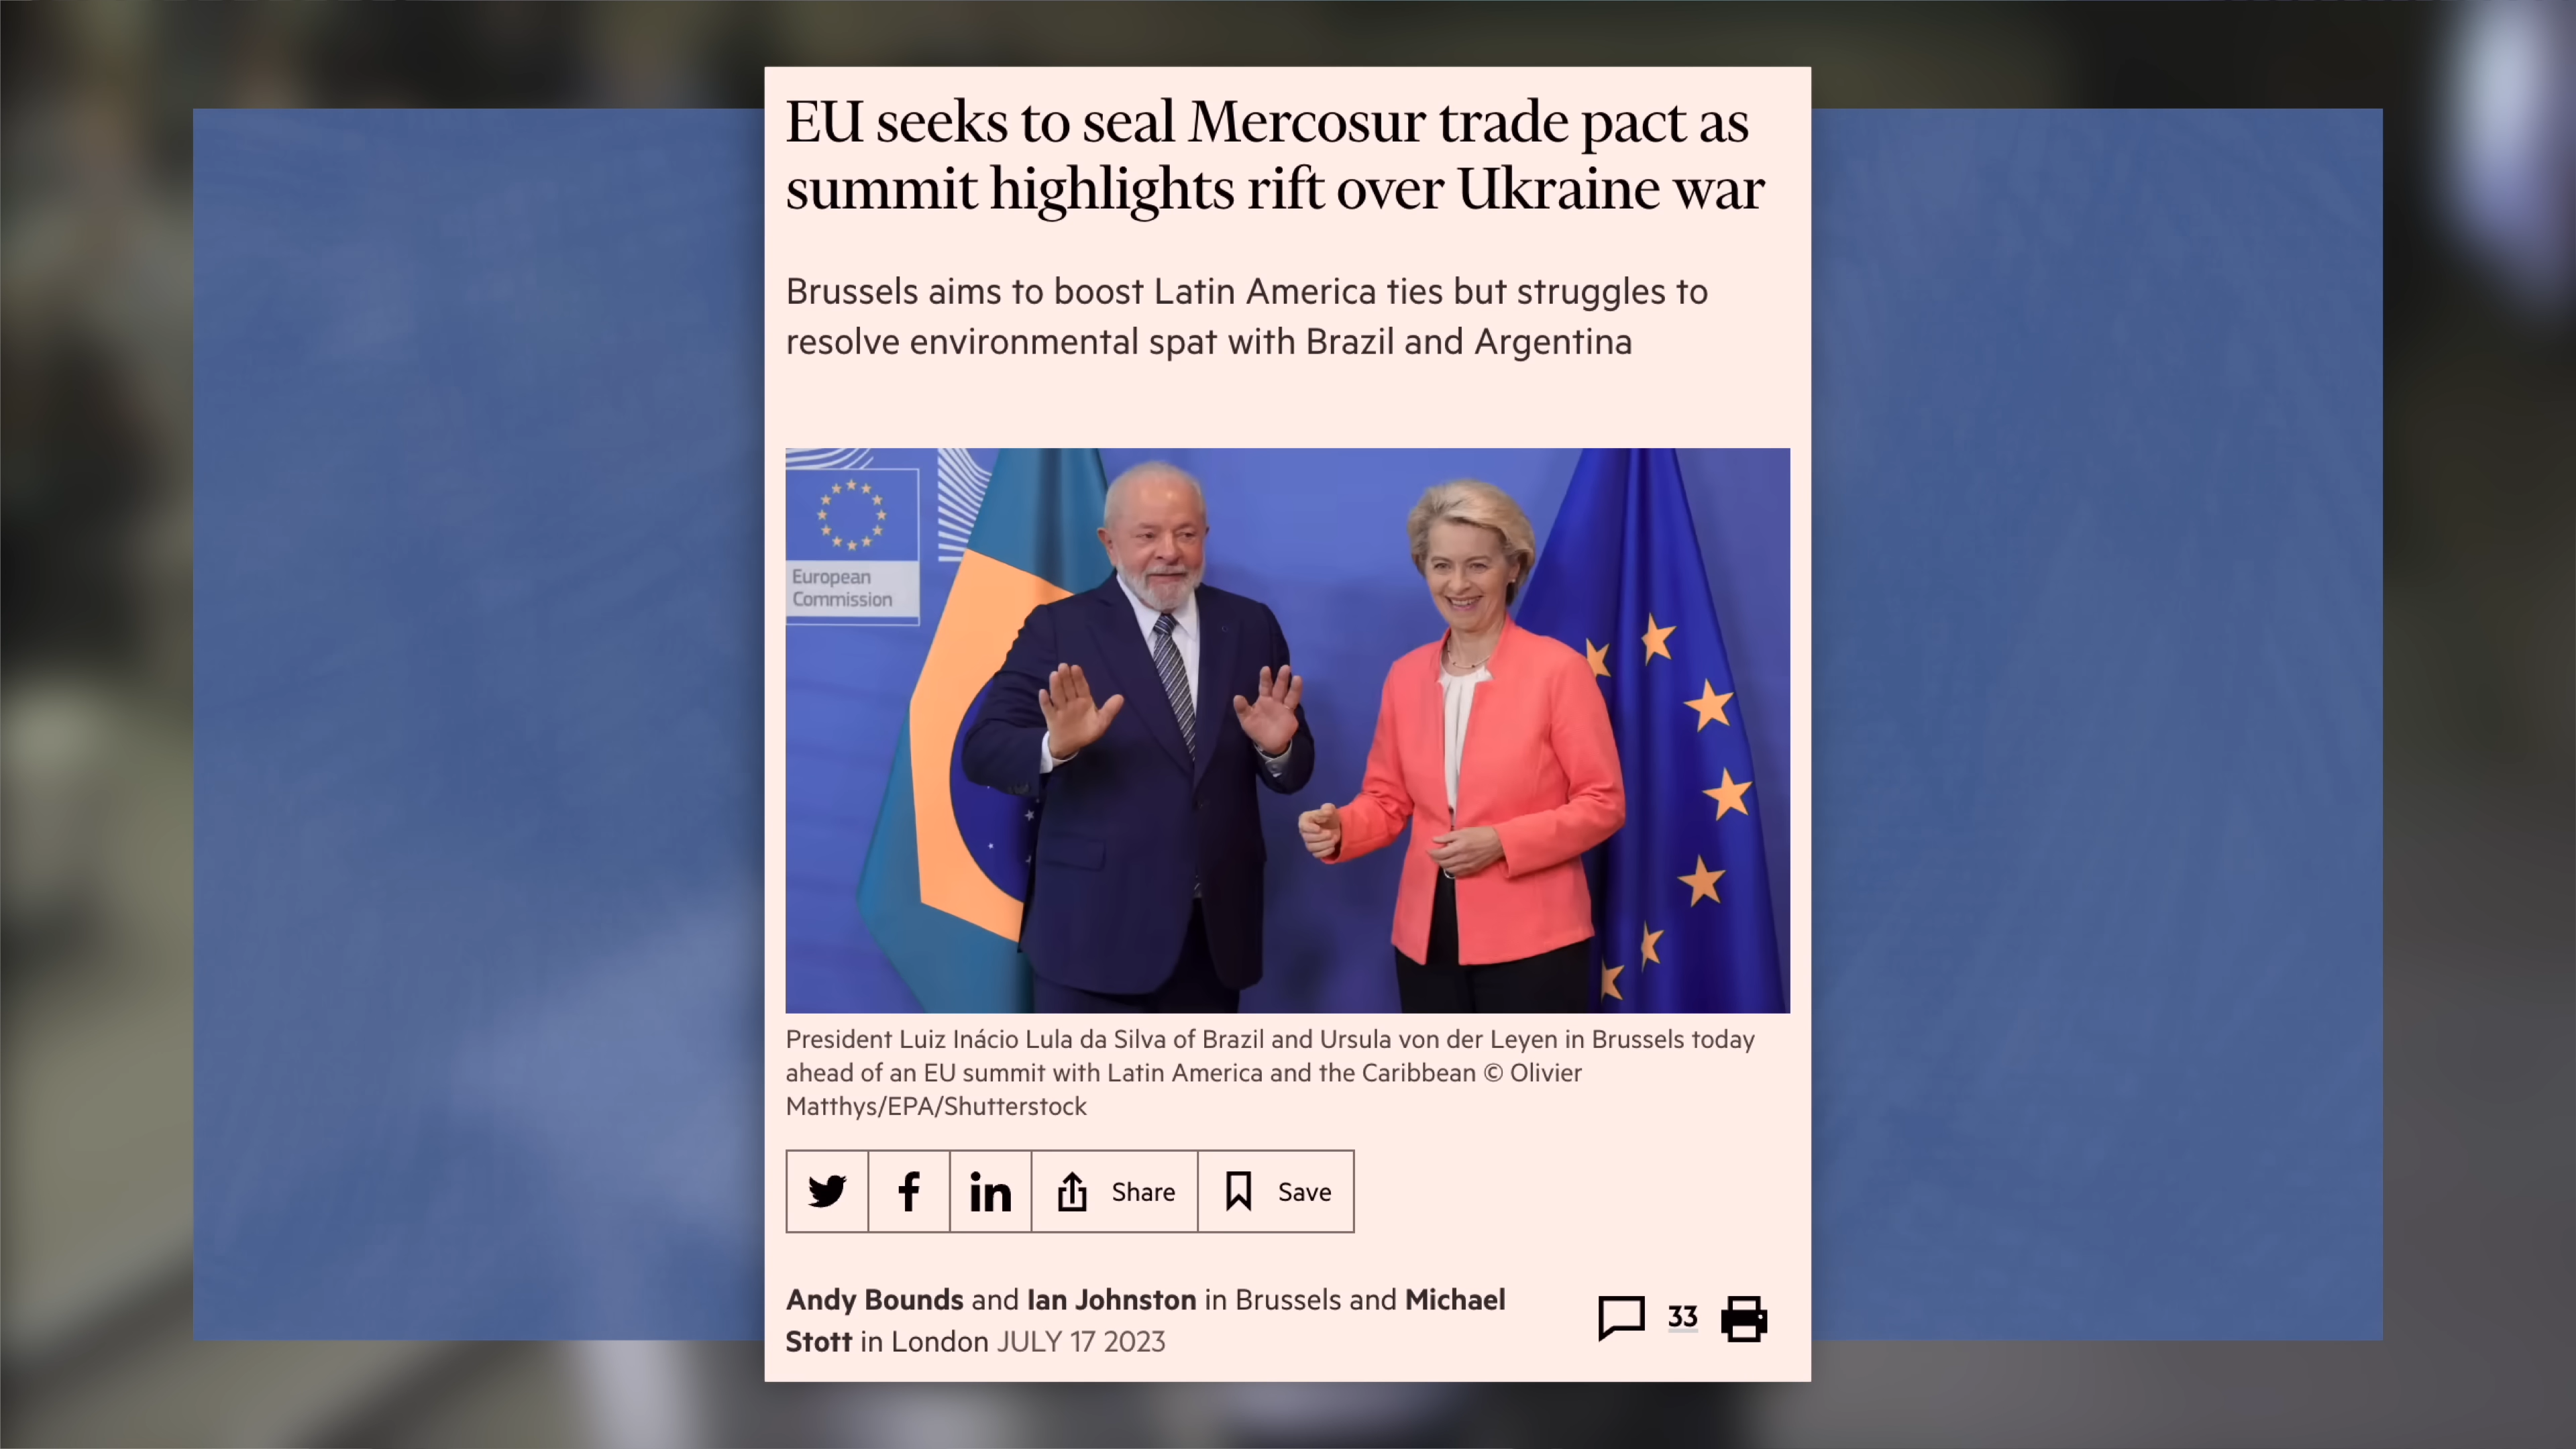 EU seeks to seal Mercosur trade pact as
summit highlights rift over Ukraine war
Brussels aims to boost Latin America ties but struggles to
resolve environmental spat with Brazil and Argentina
European
Commission
President Luiz Inácio Lula da Silva of Brazil and Ursula von der Leyen in Brussels today
ahead of an EU summit with Latin America and the Caribbean © Olivier
Matthys/EPA/Shutterstock
Share
Save
Andy Bounds and Ian Johnston in Brussels and Michael
Stott in London JULY 17 2023
33